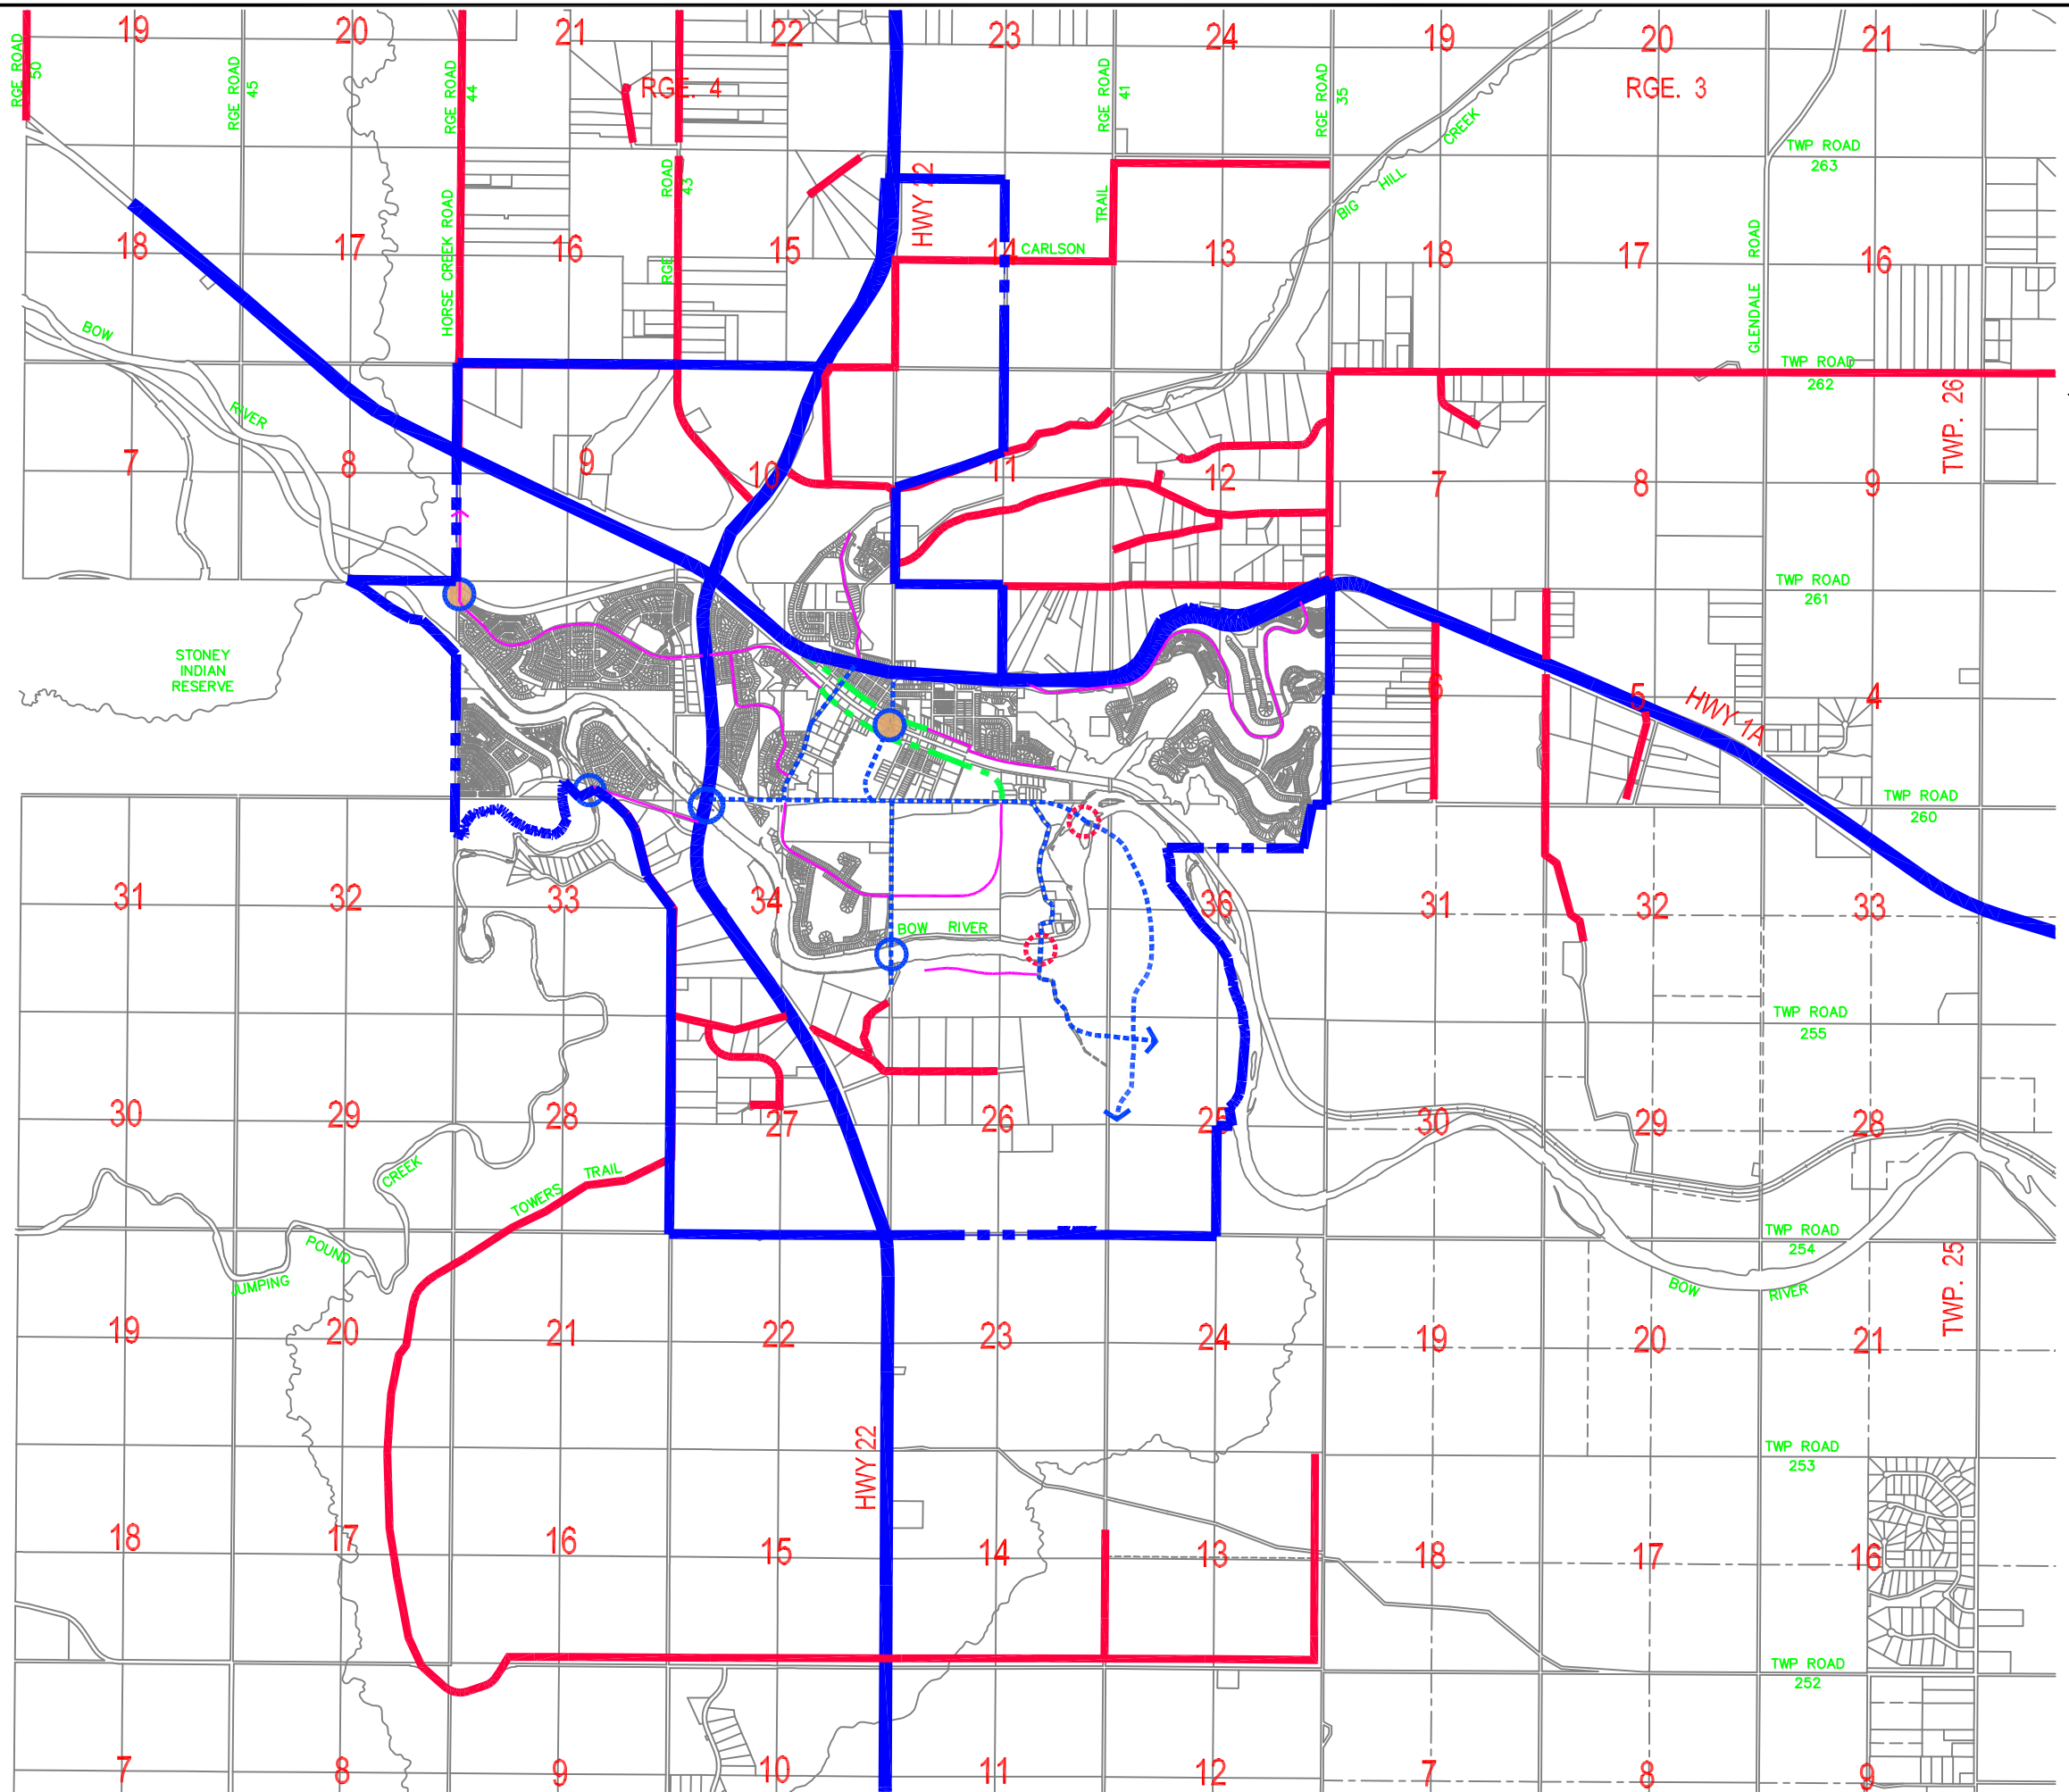 19 20 21 22 23 24 19 20 21
RGE ROAD
50
RGE ROAD
45
RGE ROAD
44
RGE. 4
RGE ROAD
41
RGE ROAD
35
RGE. 3
CREEK
TWP ROAD
263
HILL
BIG
ROAD
43
RGE
HWY 22
TRAIL
CARLSON
HORSE CREEK ROAD
GLENDALE ROAD
18 17 16 15 14 13 18 17 16
BOW
RIVER
TWP ROAD
262
TWP. 26
7 8 9 10 11 12 7 8 9
TWP ROAD
261
STONEY
INDIAN
RESERVE
6 5 4
HWY 1A
TWP ROAD
260
31 32 33 34 36 31 32 33
BOW RIVER
TWP ROAD
255
30 29 28 27 26 25 30 29 28
CREEK
TOWERS TRAIL
POUND
JUMPING
TWP ROAD
254
BOW
RIVER
TWP. 25
19 20 21 22 23 24 19 20 21
HWY 22
TWP ROAD
253
18 17 16 15 14 13 18 17 16
TWP ROAD
252
7 8 9 10 11 12 7 8 9